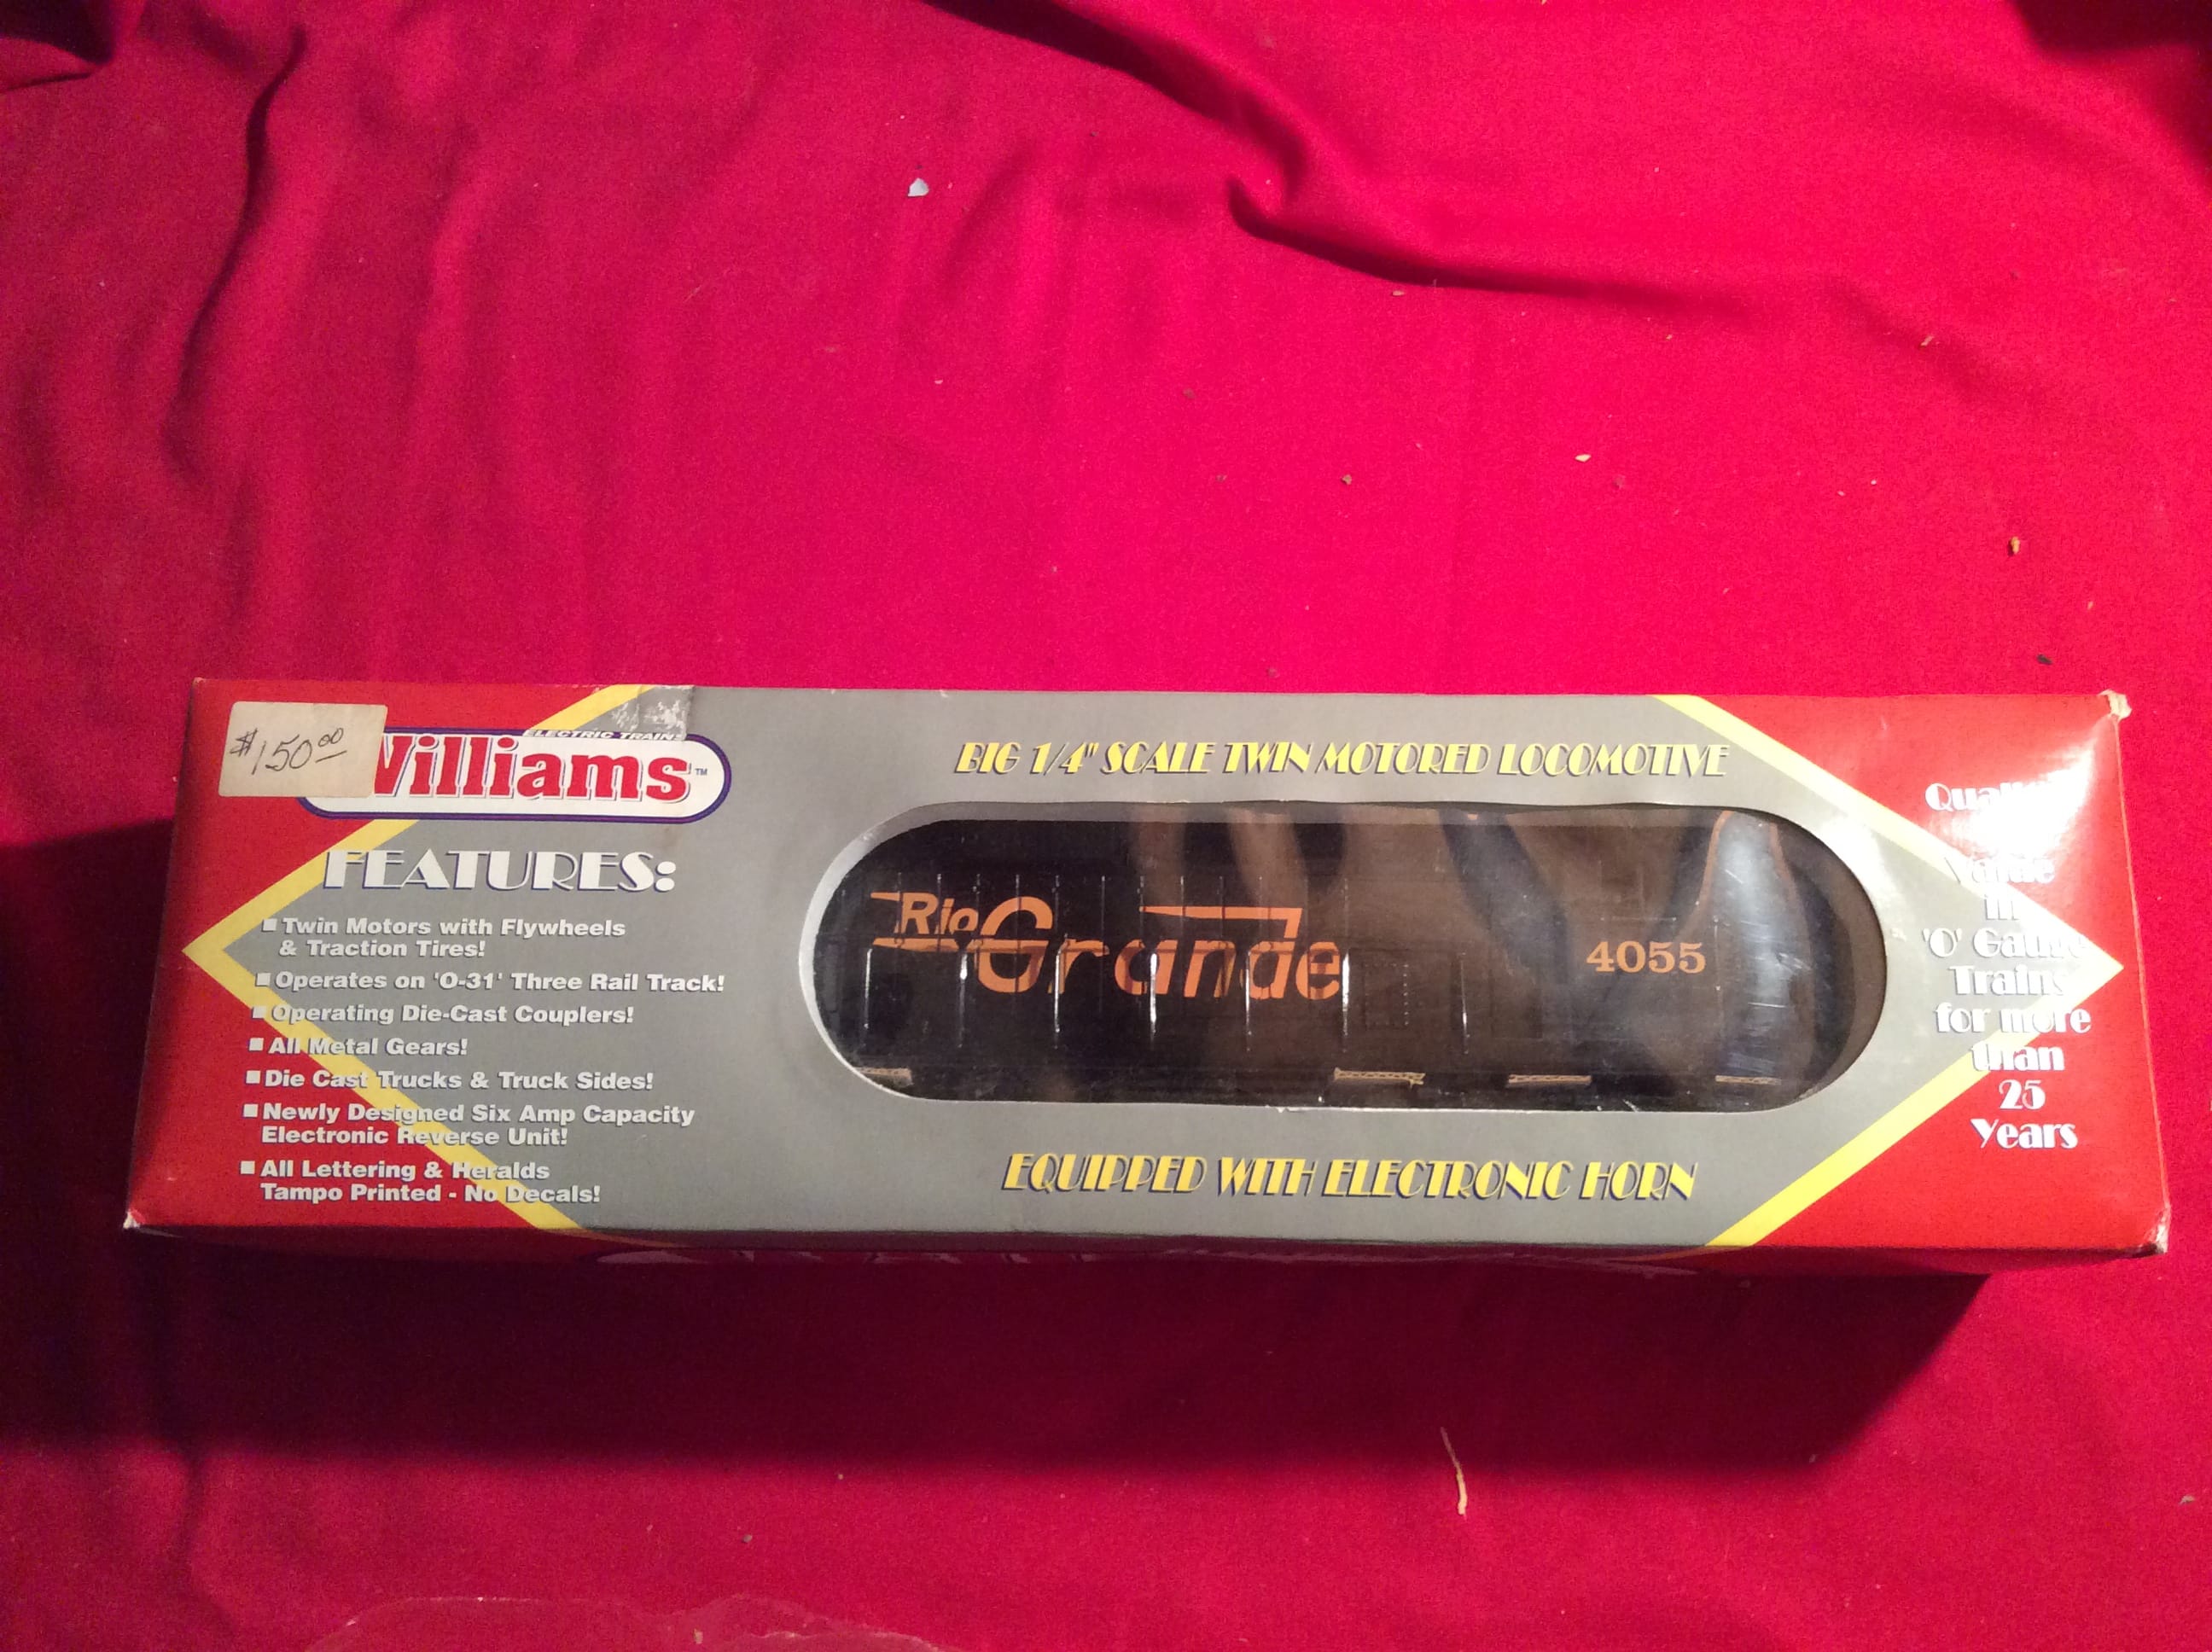 $150.00
ELECTRIC TRAINS
Williams™
FEATURES:
▪ Twin Motors with Flywheels
& Traction Tires!
▪ Operates on 'O-31' Three Rail Track!
▪ Operating Die-Cast Couplers!
▪ All Metal Gears!
▪ Die Cast Trucks & Truck Sides!
▪ Newly Designed Six Amp Capacity
Electronic Reverse Unit!
▪ All Lettering & Heralds
Tampo Printed - No Decals!
BIG 1/4" SCALE TWIN MOTORED LOCOMOTIVE
Rio
Grande
4055
EQUIPPED WITH ELECTRONIC HORN
Quality
Value
in
'O' Gauge
Trains
for more
than
25
Years